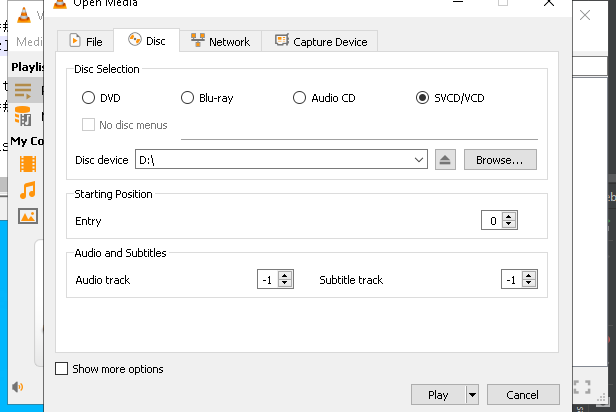 Open Media
Medi
Playlis
My Co
File
Disc
Network
Capture Device
Disc Selection
DVD
Blu-ray
Audio CD
SVCD/VCD
No disc menus
Disc device
D:\
Browse...
Starting Position
Entry
0
Audio and Subtitles
Audio track
-1
Subtitle track
-1
Show more options
Play
Cancel